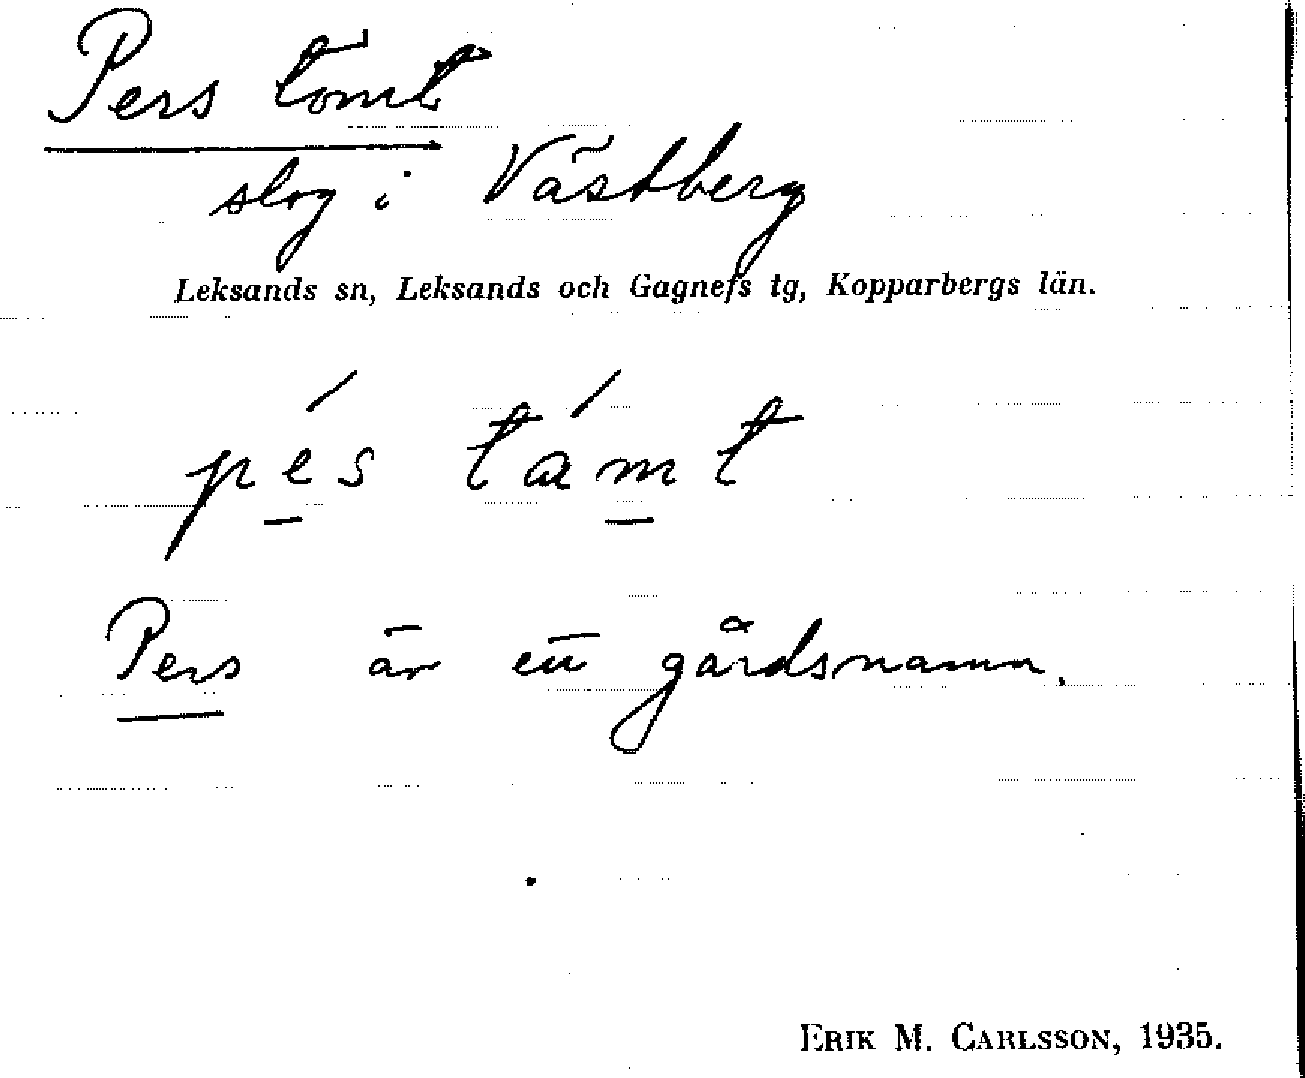 Pers tomt
slog i Västberg
Leksands sn, Leksands och Gagnefs tg, Kopparbergs län.
pés támt
Pers är ett gårdsnamn.
ERIK M. CARLSSON, 1935.